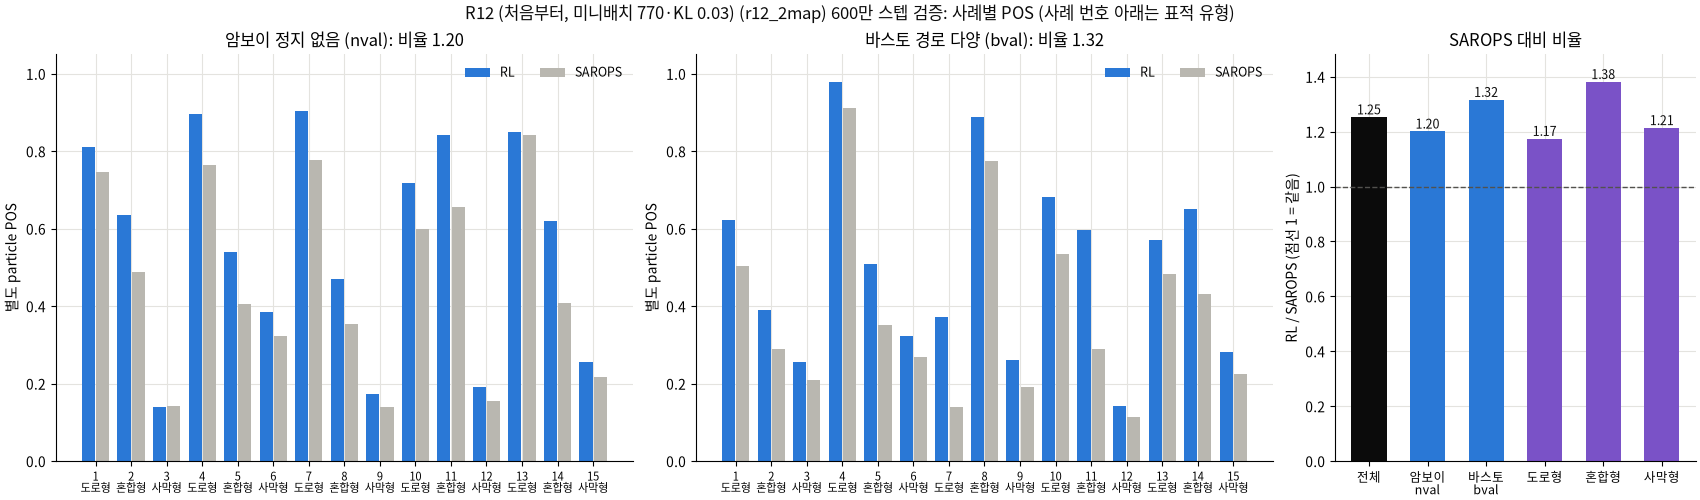 R12 (처음부터, 미니배치 770·KL 0.03) (r12_2map) 600만 스텝 검증: 사례별 POS (사례 번호 아래는 표적 유형)
암보이 정지 없음 (nval): 비율 1.20
별도 particle POS
1.0
0.8
0.6
0.4
0.2
0.0
RL SAROPS
1 2 3 4 5 6 7 8 9 10 11 12 13 14 15
도로형 혼합형 사막형 도로형 혼합형 사막형 도로형 혼합형 사막형 도로형 혼합형 사막형 도로형 혼합형 사막형
바스토 경로 다양 (bval): 비율 1.32
별도 particle POS
1.0
0.8
0.6
0.4
0.2
0.0
RL SAROPS
1 2 3 4 5 6 7 8 9 10 11 12 13 14 15
도로형 혼합형 사막형 도로형 혼합형 사막형 도로형 혼합형 사막형 도로형 혼합형 사막형 도로형 혼합형 사막형
SAROPS 대비 비율
RL / SAROPS (점선 1 = 같음)
1.4
1.2
1.0
0.8
0.6
0.4
0.2
0.0
1.25 1.20 1.32 1.17 1.38 1.21
전체 암보이 바스토 도로형 혼합형 사막형
nval bval